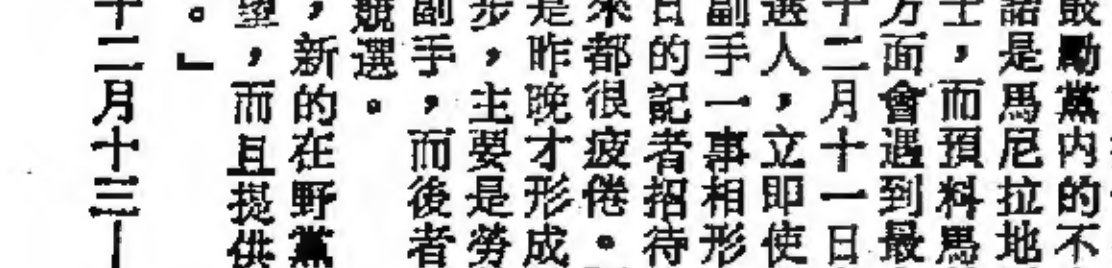 鼓勵黨內的不
諾是馬尼拉地
士，而預料馬
方面會遇到最
十二月十一日
選人，立即使
副手一事相形
日的記者招待
來都很疲倦。
是昨晚才形成
步，主要是勞
副手，而後者
競選。
，新的在野黨
望，而且提供
。」
十二月十三—